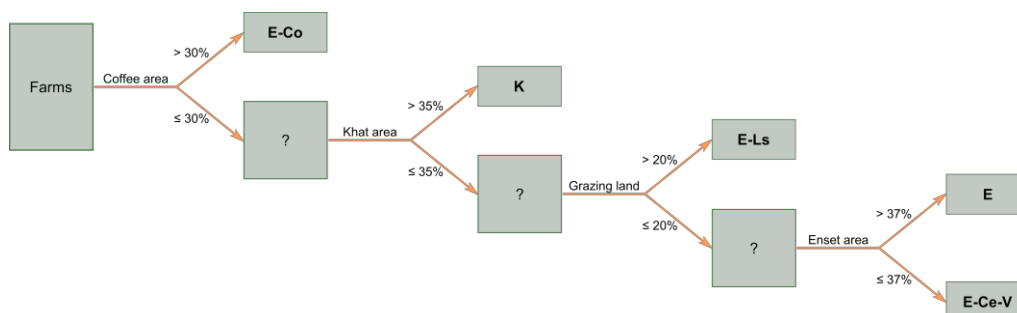 E-Co
> 30%
Farms
Coffee area
≤ 30%
?
Khat area
> 35%
K
≤ 35%
?
Grazing land
> 20%
E-Ls
≤ 20%
?
Enset area
> 37%
E
≤ 37%
E-Ce-V